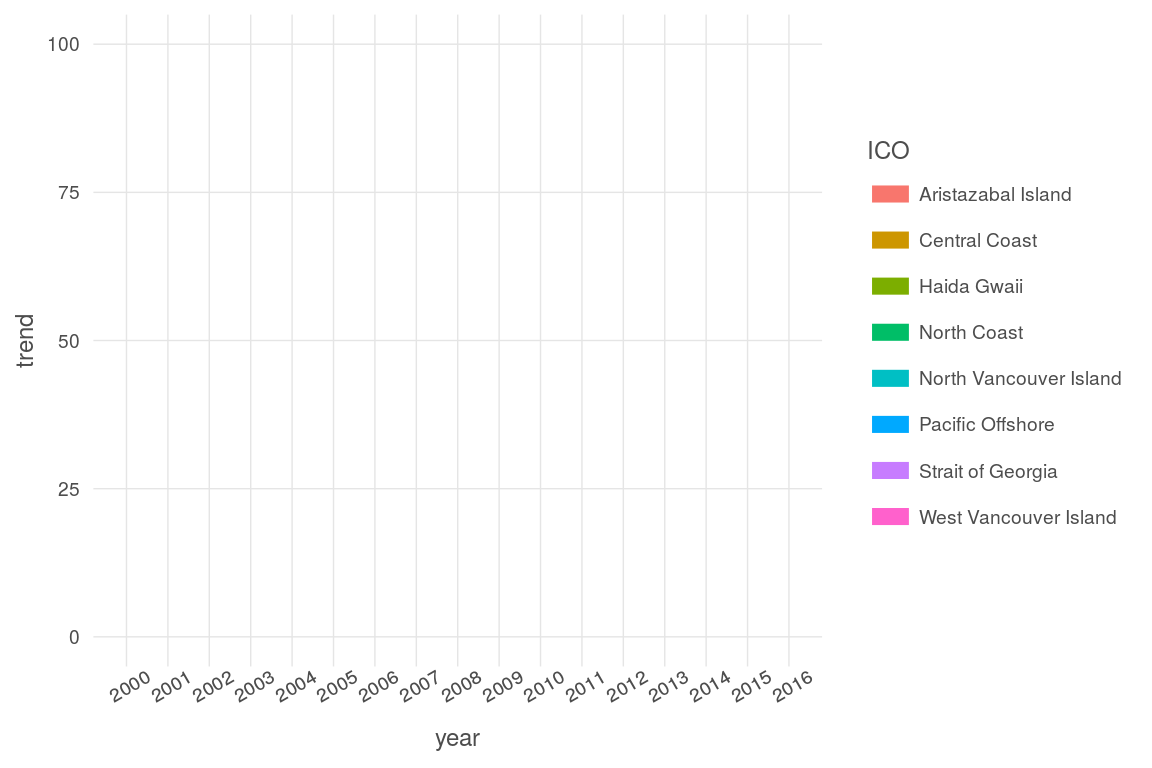 100
75
50
25
0
trend
2000 2001 2002 2003 2004 2005 2006 2007 2008 2009 2010 2011 2012 2013 2014 2015 2016
year
ICO
Aristazabal Island
Central Coast
Haida Gwaii
North Coast
North Vancouver Island
Pacific Offshore
Strait of Georgia
West Vancouver Island